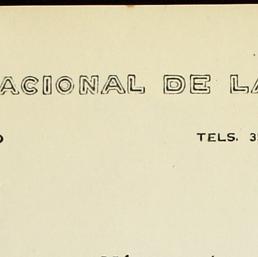 ACIONAL DE LA
TELS. 3